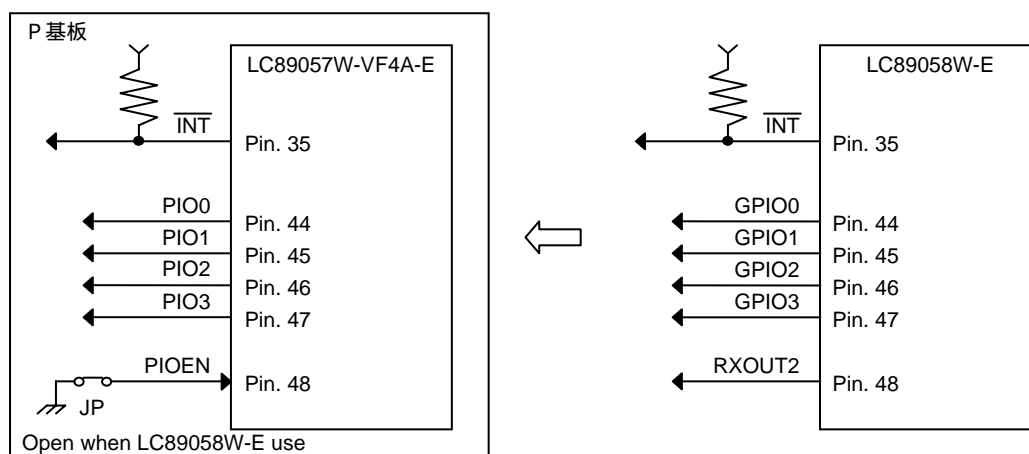 P基板
LC89057W-VF4A-E
INT
Pin. 35
PIO0
Pin. 44
PIO1
Pin. 45
PIO2
Pin. 46
PIO3
Pin. 47
PIOEN
Pin. 48
JP
Open when LC89058W-E use
LC89058W-E
INT
Pin. 35
GPIO0
Pin. 44
GPIO1
Pin. 45
GPIO2
Pin. 46
GPIO3
Pin. 47
RXOUT2
Pin. 48